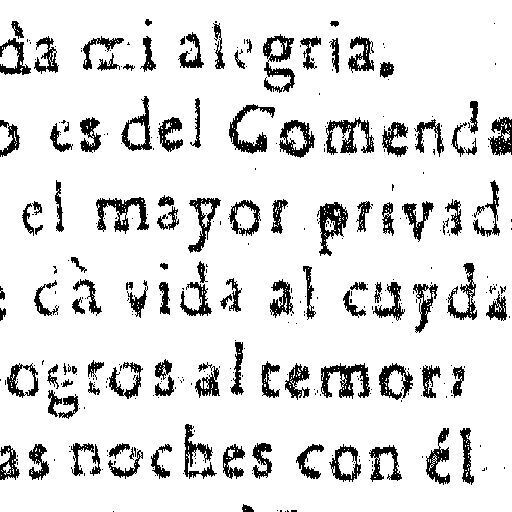 dà mi alegria.
o es del Comenda
el mayor privad
e dà vida al cuyda
ogros al temor:
as noches con él